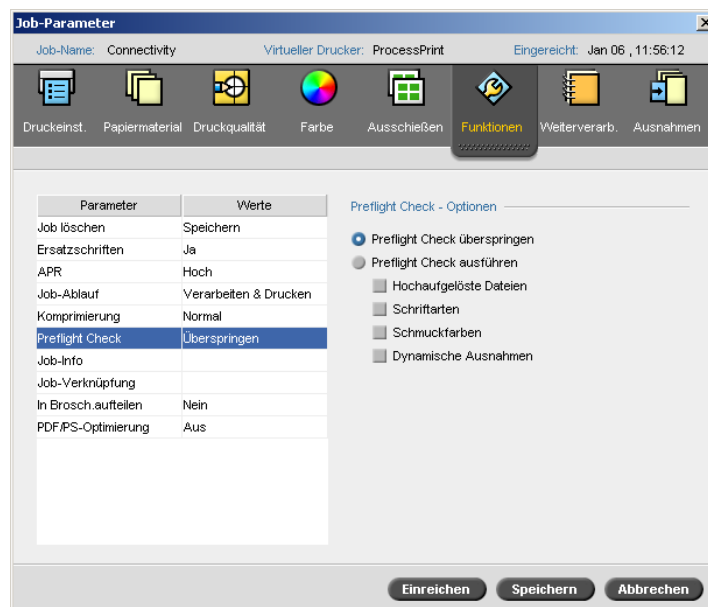 Job-Parameter
Job-Name: Connectivity Virtueller Drucker: ProcessPrint Eingereicht: Jan 06 , 11:56:12
Druckeinst. Papiermaterial Druckqualität Farbe Ausschießen Funktionen Weiterverarb. Ausnahmen
Parameter Werte
Job löschen Speichern
Ersatzschriften Ja
APR Hoch
Job-Ablauf Verarbeiten & Drucken
Komprimierung Normal
Preflight Check Überspringen
Job-Info
Job-Verknüpfung
In Brosch.aufteilen Nein
PDF/PS-Optimierung Aus
Preflight Check - Optionen
Preflight Check überspringen
Preflight Check ausführen
Hochaufgelöste Dateien
Schriftarten
Schmuckfarben
Dynamische Ausnahmen
Einreichen Speichern Abbrechen